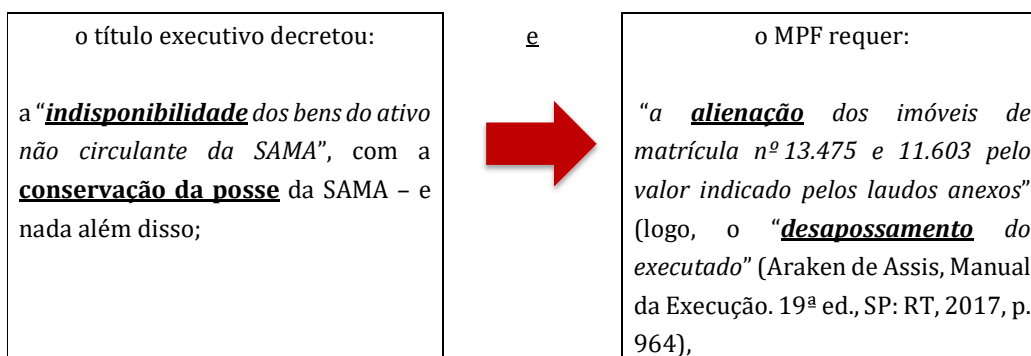 o título executivo decretou:
a “indisponibilidade dos bens do ativo
não circulante da SAMA”, com a
conservação da posse da SAMA – e
nada além disso;
e
o MPF requer:
“a alienação dos imóveis de
matrícula nº 13.475 e 11.603 pelo
valor indicado pelos laudos anexos”
(logo, o “desapossamento do
executado” (Araken de Assis, Manual
da Execução. 19ª ed., SP: RT, 2017, p.
964),